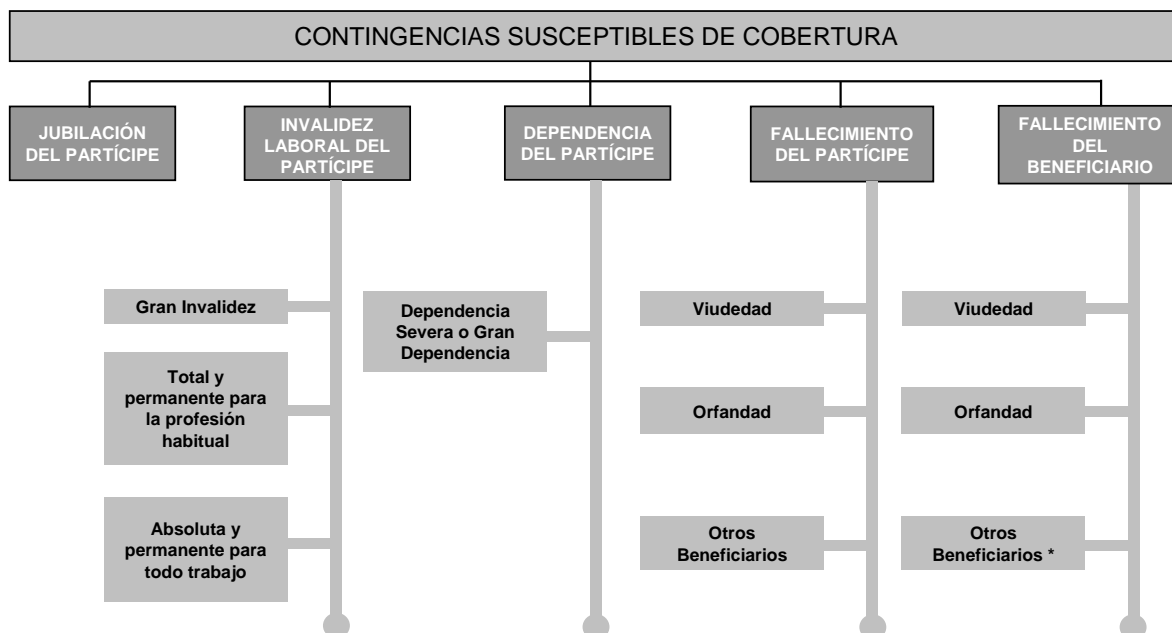 CONTINGENCIAS SUSCEPTIBLES DE COBERTURA
JUBILACIÓN
DEL PARTÍCIPE
INVALIDEZ
LABORAL DEL
PARTÍCIPE
DEPENDENCIA
DEL PARTÍCIPE
FALLECIMIENTO
DEL PARTÍCIPE
FALLECIMIENTO
DEL
BENEFICIARIO
Gran Invalidez
Total y
permanente para
la profesión
habitual
Absoluta y
permanente para
todo trabajo
Dependencia
Severa o Gran
Dependencia
Viudedad
Orfandad
Otros
Beneficiarios
Viudedad
Orfandad
Otros
Beneficiarios *